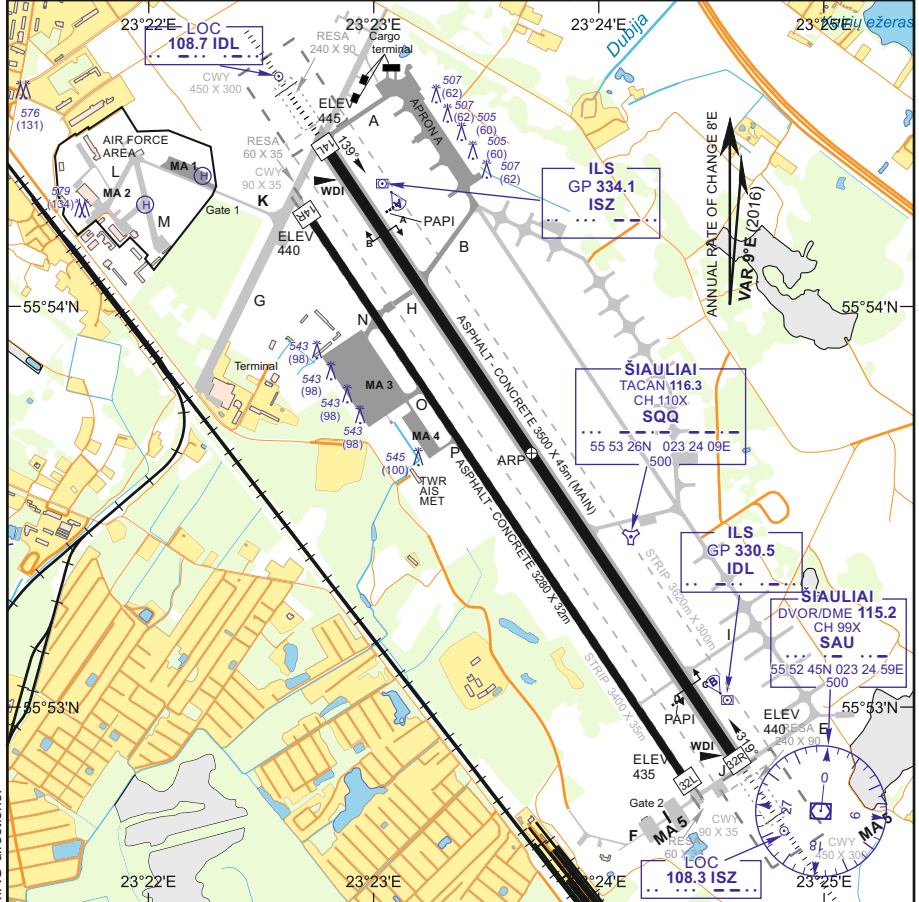 23°22'E
23°23'E
23°24'E
23°25'E
LOC
108.7 IDL
RESA
240 X 90
Cargo
terminal
Dubija
CWY
450 X 300
ELEV
445
A
APRON A
507
(62)
507
(62)
505
(60)
505
(60)
507
(62)
576
(131)
AIR FORCE
AREA
L
MA 1
H
MA 2
H
M
579
(134)
Gate 1
RESA
60 X 35
CWY
90 X 35
K
14L
139°
WDI
14R
ELEV
440
A
PAPI
B
B
ILS
GP 334.1
ISZ
ANNUAL RATE OF CHANGE 8'E
VAR 9°E (2016)
55°54'N
55°54'N
G
N
H
Terminal
543
(98)
543
(98)
543
(98)
543
(98)
MA 3
O
MA 4
P
545
(100)
TWR
AIS
MET
ASPHALT - CONCRETE 3500 X 45m (MAIN)
ASPHALT - CONCRETE 3280 X 32m
ARP
ŠIAULIAI
TACAN 116.3
CH 110X
SQQ
55 53 26N 023 24 09E
500
ILS
GP 330.5
IDL
ŠIAULIAI
DVOR/DME 115.2
CH 99X
SAU
55 52 45N 023 24 59E
500
STRIP 3620m X 300m
STRIP 3400 X 35m
I
C
B
PAPI
55°53'N
55°53'N
ELEV
440
RESA
240 X 90
E
WDI
319°
32R
J
ELEV
435
32L
Gate 2
I
F
MA 5
CWY
90 X 35
RESA
60 X 35
LOC
108.3 ISZ
0
9
18
27
MA 5
CWY
450 X 300
23°22'E
23°23'E
23°24'E
23°25'E